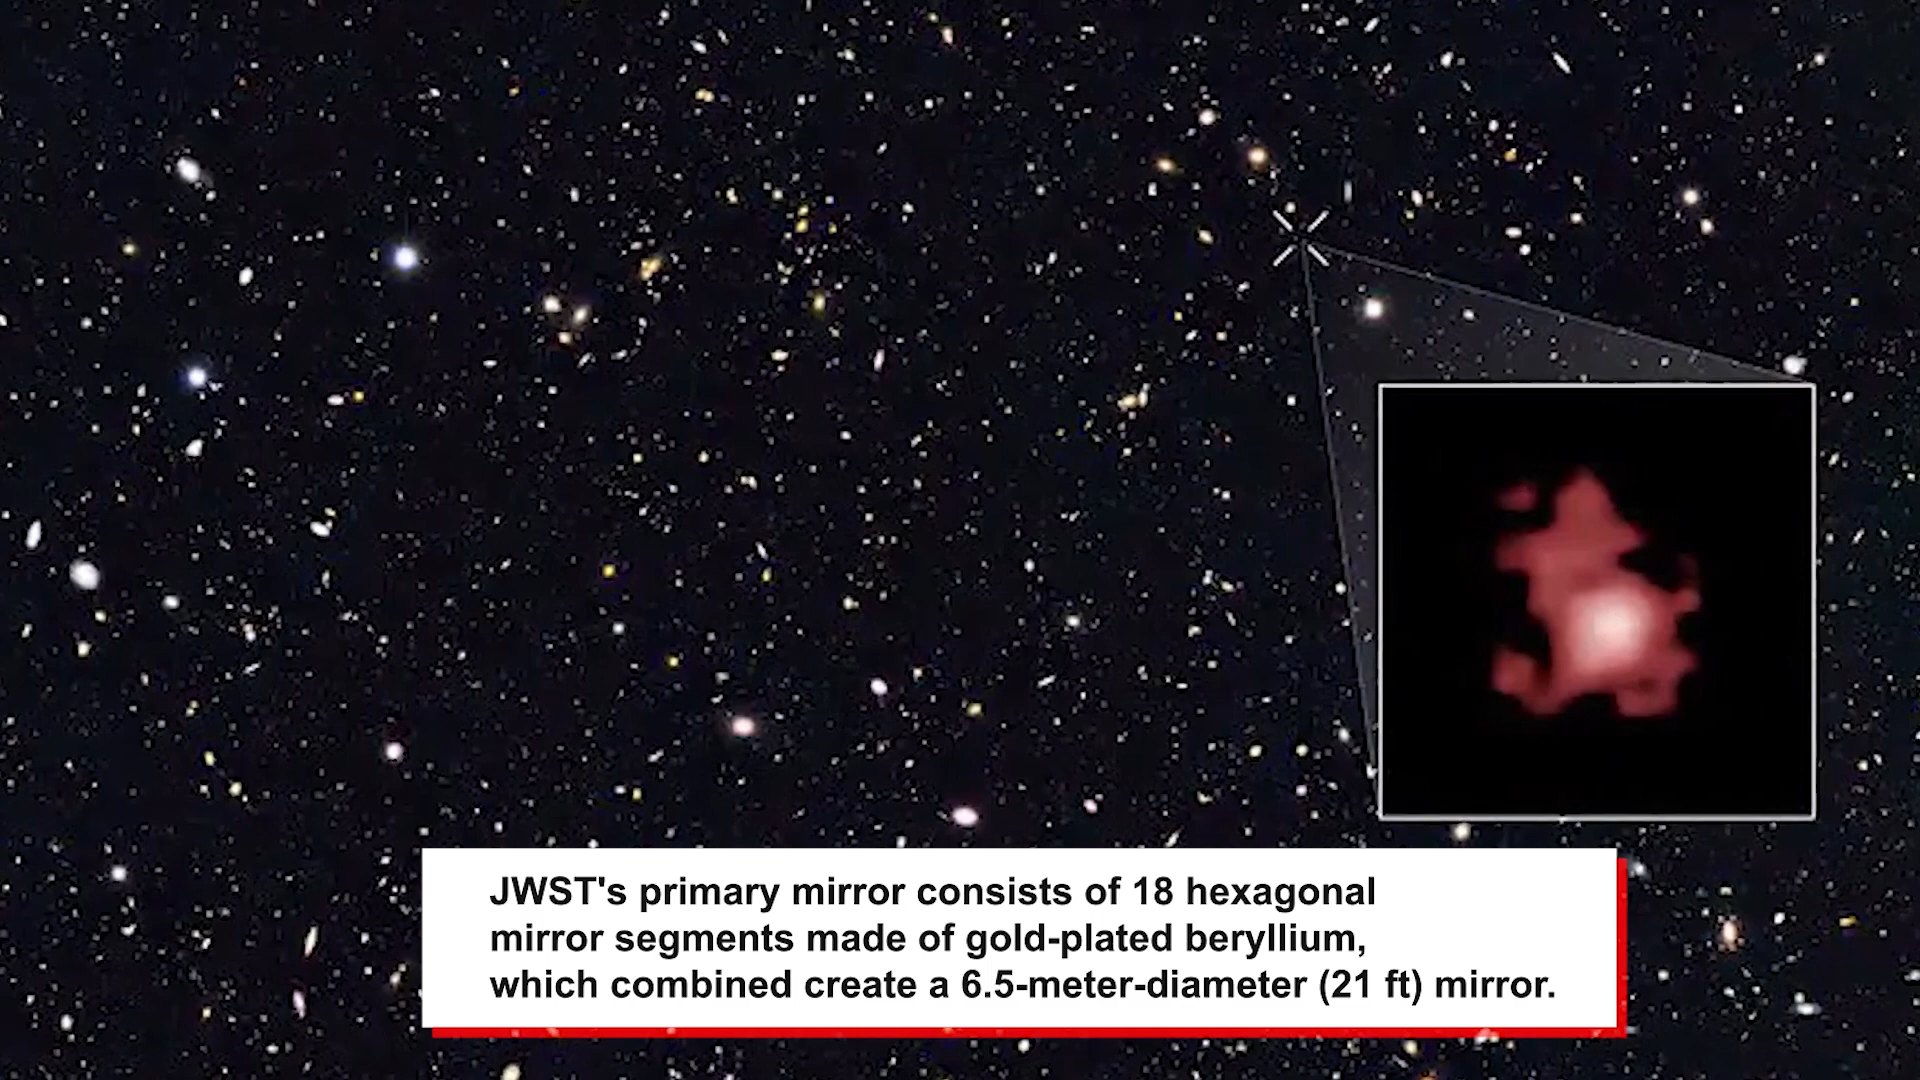 JWST's primary mirror consists of 18 hexagonal
mirror segments made of gold-plated beryllium,
which combined create a 6.5-meter-diameter (21 ft) mirror.